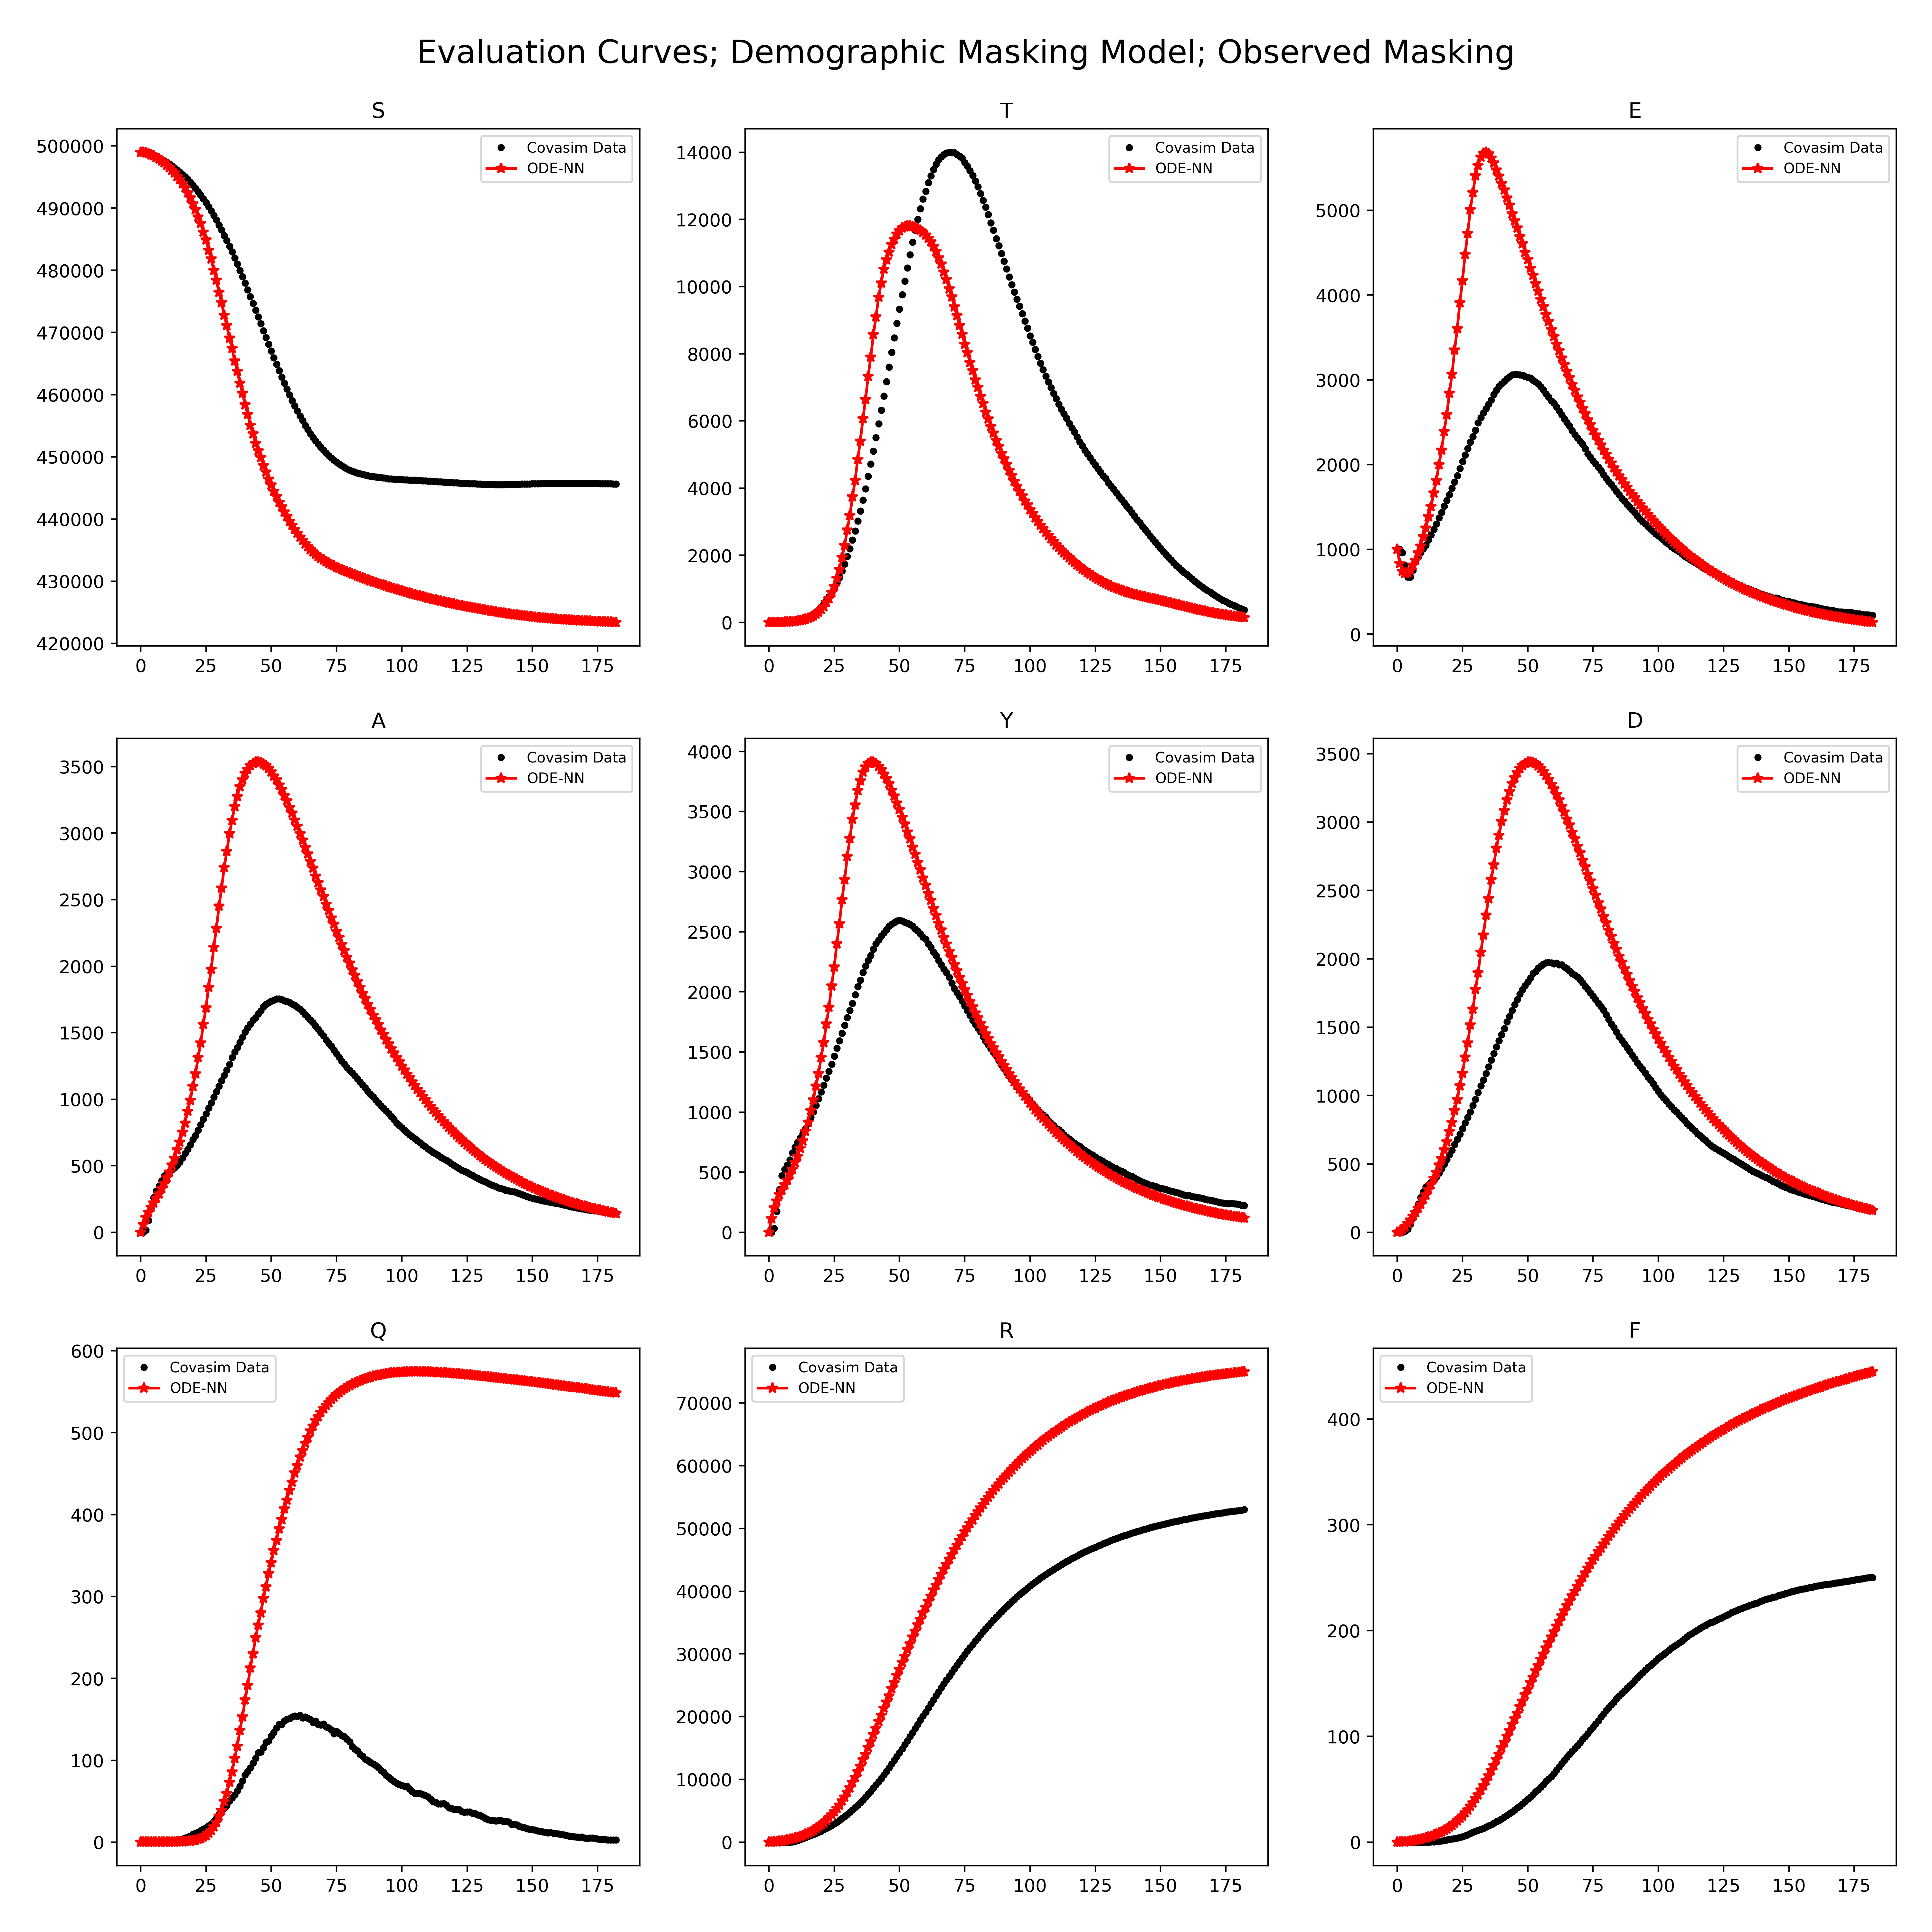 Evaluation Curves; Demographic Masking Model; Observed Masking
S
Covasim Data
ODE-NN
500000
490000
480000
470000
460000
450000
440000
430000
420000
0 25 50 75 100 125 150 175
T
Covasim Data
ODE-NN
14000
12000
10000
8000
6000
4000
2000
0
0 25 50 75 100 125 150 175
E
Covasim Data
ODE-NN
5000
4000
3000
2000
1000
0
0 25 50 75 100 125 150 175
A
Covasim Data
ODE-NN
3500
3000
2500
2000
1500
1000
500
0
0 25 50 75 100 125 150 175
Y
Covasim Data
ODE-NN
4000
3500
3000
2500
2000
1500
1000
500
0
0 25 50 75 100 125 150 175
D
Covasim Data
ODE-NN
3500
3000
2500
2000
1500
1000
500
0
0 25 50 75 100 125 150 175
Q
Covasim Data
ODE-NN
600
500
400
300
200
100
0
0 25 50 75 100 125 150 175
R
Covasim Data
ODE-NN
70000
60000
50000
40000
30000
20000
10000
0
0 25 50 75 100 125 150 175
F
Covasim Data
ODE-NN
400
300
200
100
0
0 25 50 75 100 125 150 175